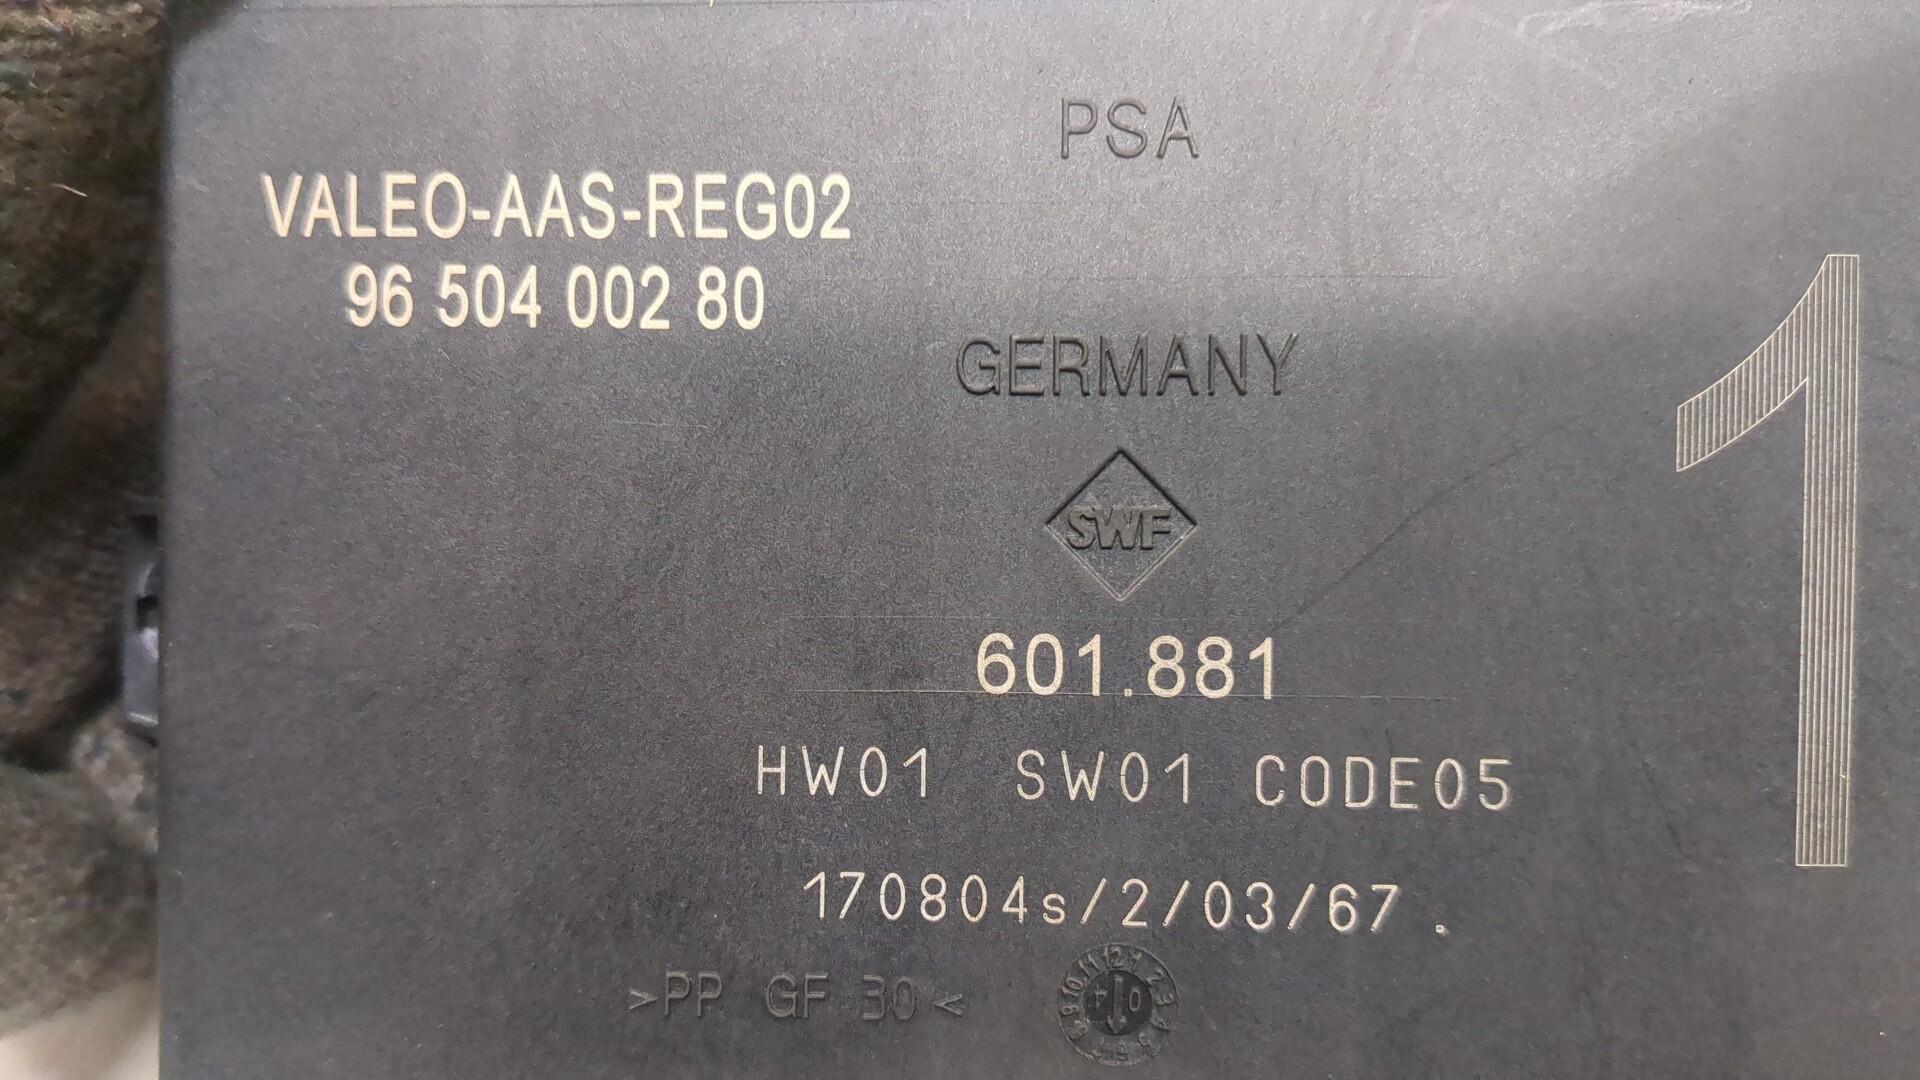 PSA
VALEO-AAS-REG02
96 504 002 80
GERMANY
SWF
601.881
HW01 SW01 CODE05
170804s/2/03/67 .
>PP GF 30<
1